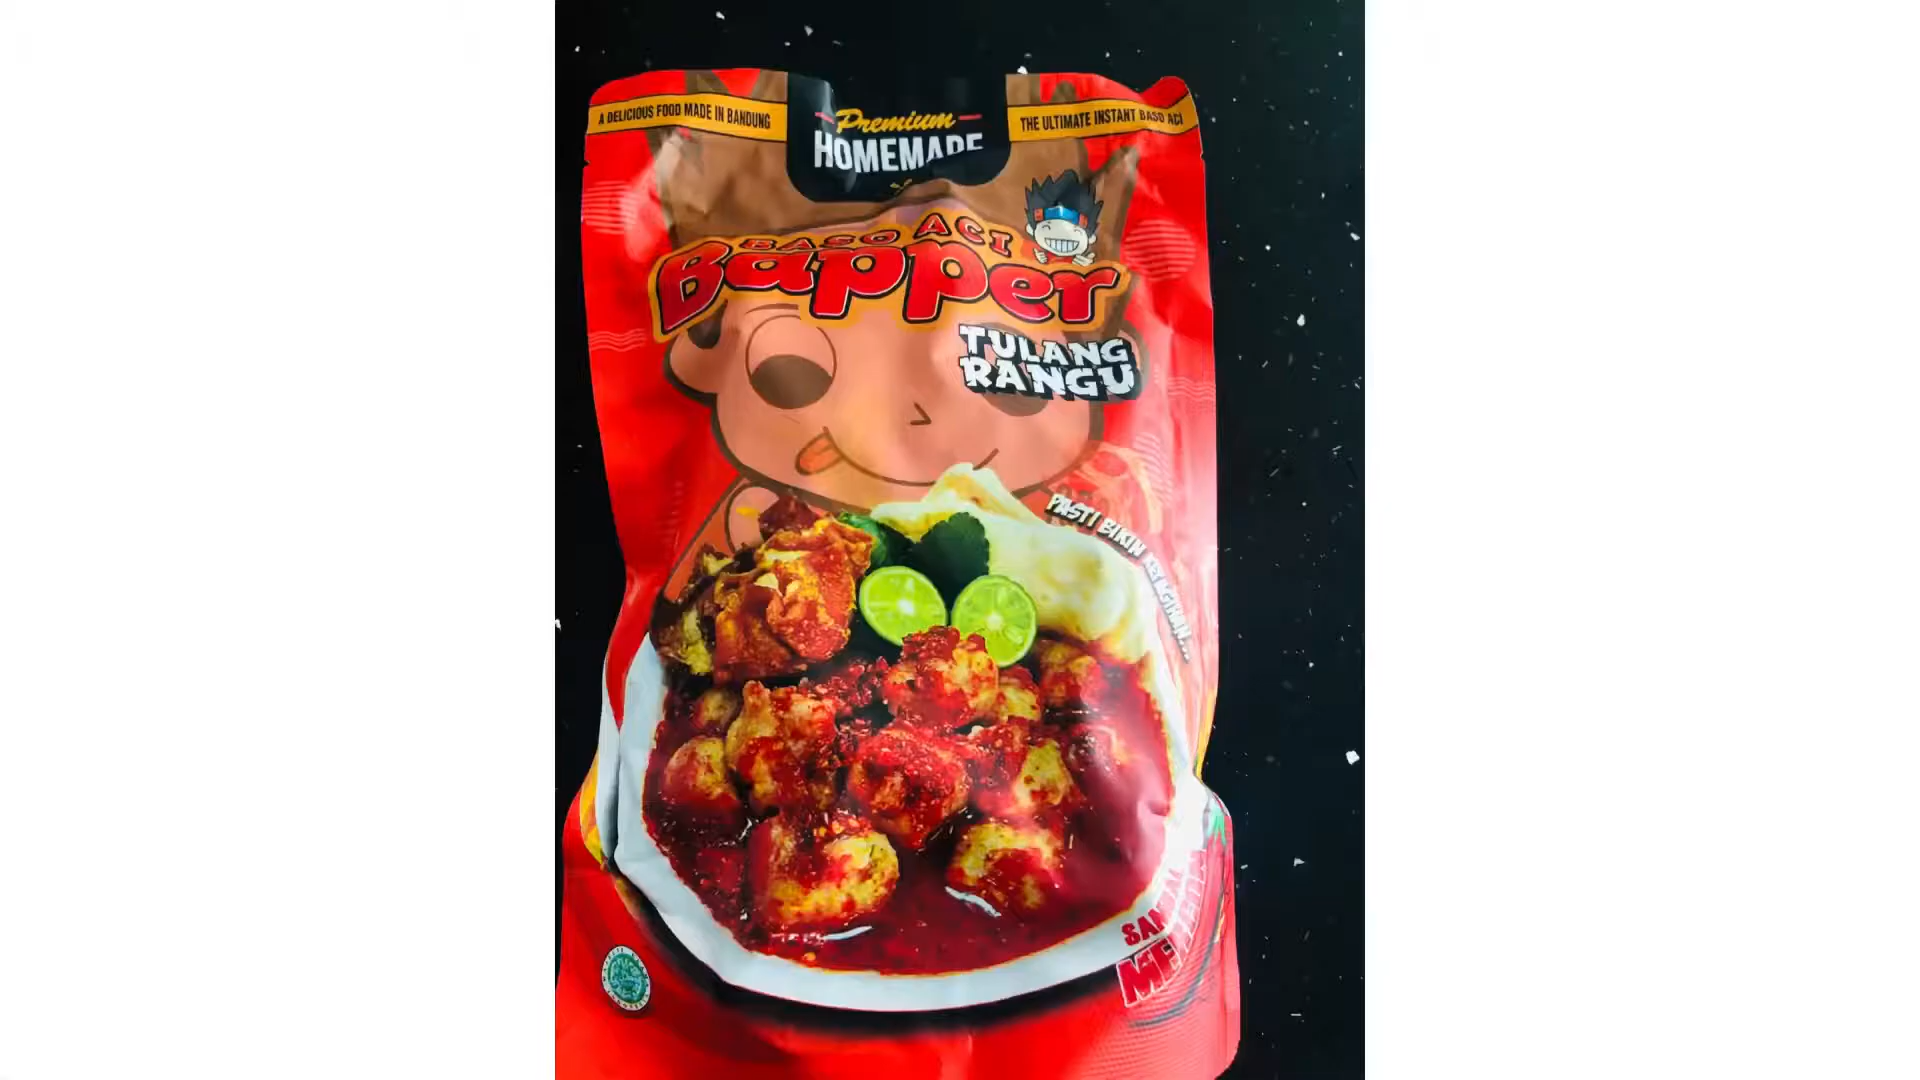 A DELICIOUS FOOD MADE IN BANDUNG
Premium
HOMEMADE
THE ULTIMATE INSTANT BASO ACI
BASO ACI
Bapper
TULANG
RANGU
PASTI BIKIN KENGINAN...